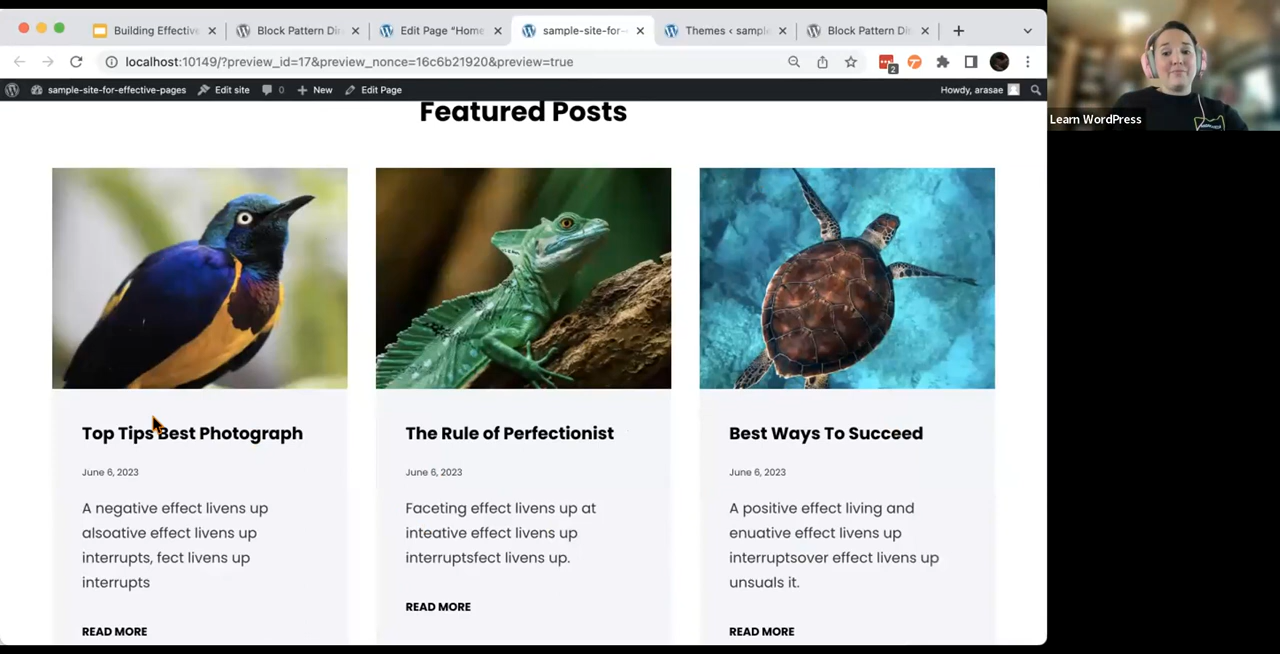 Building Effective
Block Pattern Dir
Edit Page "Home
sample-site-for-
Themes ‹ sample
Block Pattern Di
localhost:10149/?preview_id=17&preview_nonce=16c6b21920&preview=true
2
sample-site-for-effective-pages
Edit site
0
New
Edit Page
Howdy, arasae
Learn WordPress
Featured Posts
Top Tips Best Photograph
June 6, 2023
A negative effect livens up
alsoative effect livens up
interrupts, fect livens up
interrupts
READ MORE
The Rule of Perfectionist
June 6, 2023
Faceting effect livens up at
inteative effect livens up
interruptsfect livens up.
READ MORE
Best Ways To Succeed
June 6, 2023
A positive effect living and
enuative effect livens up
interruptsover effect livens up
unsuals it.
READ MORE